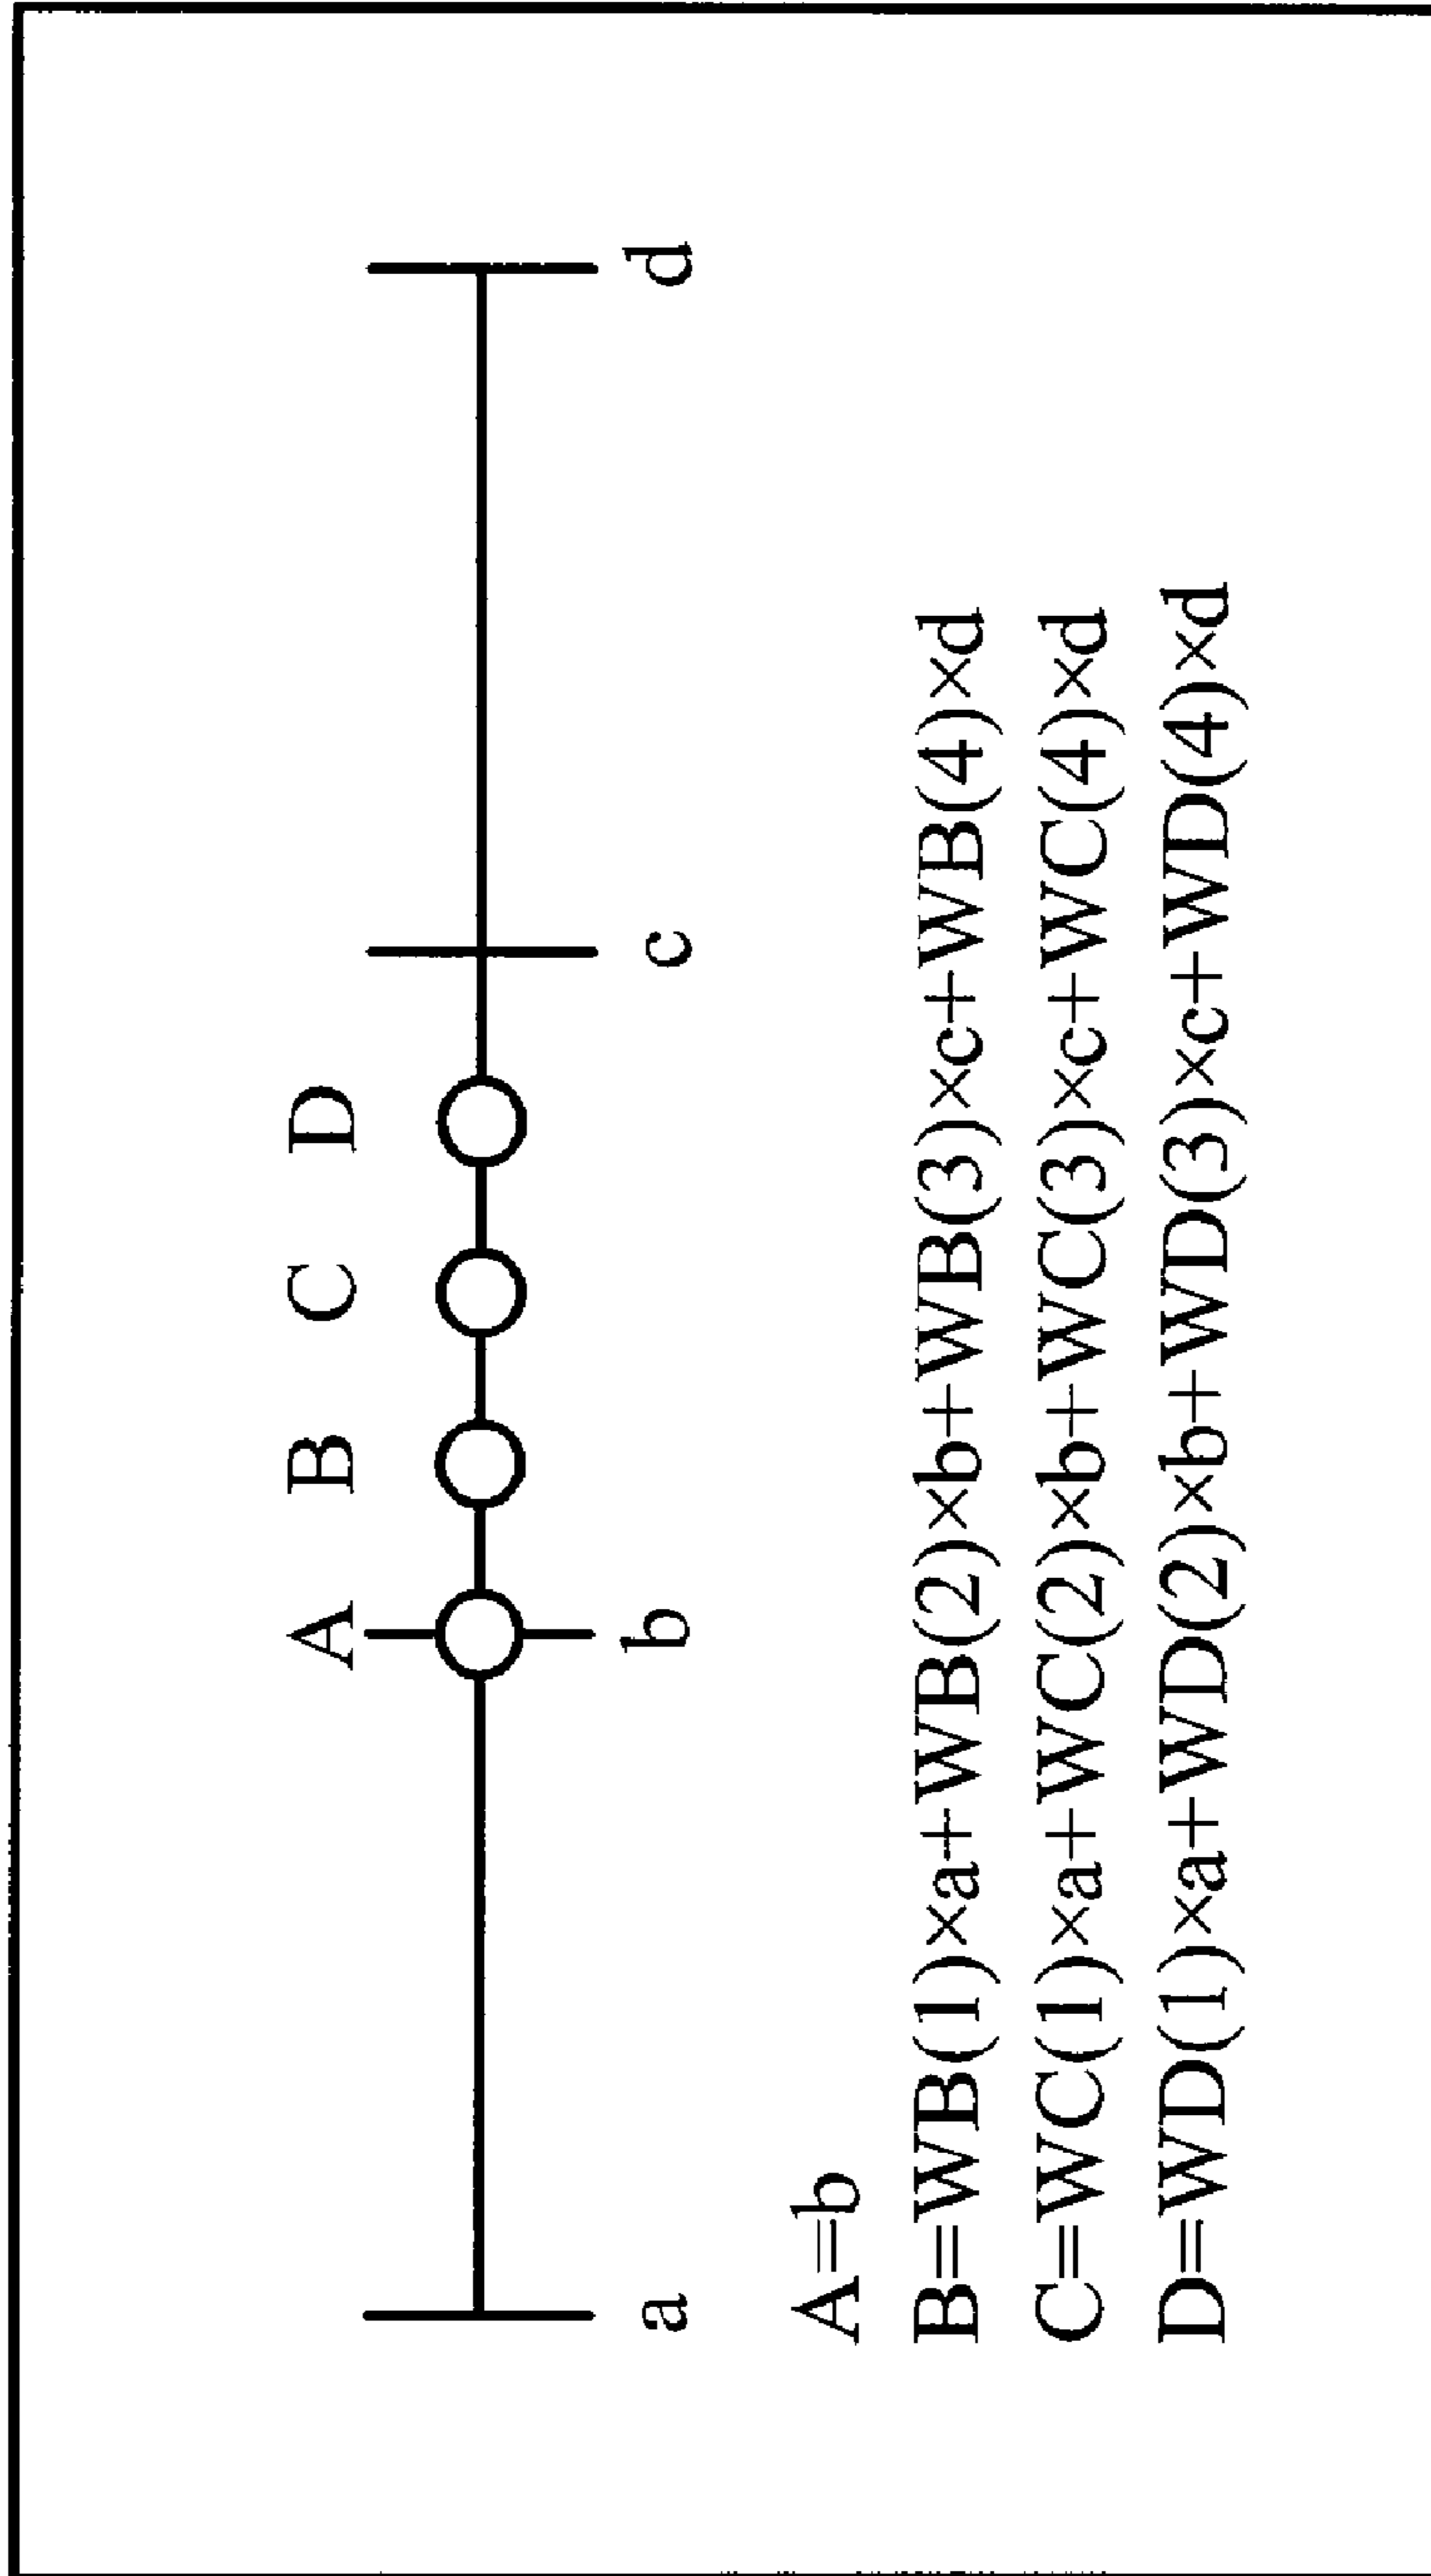 A B C D
a b c d
A=b
B=WB(1)×a+WB(2)×b+WB(3)×c+WB(4)×d
C=WC(1)×a+WC(2)×b+WC(3)×c+WC(4)×d
D=WD(1)×a+WD(2)×b+WD(3)×c+WD(4)×d